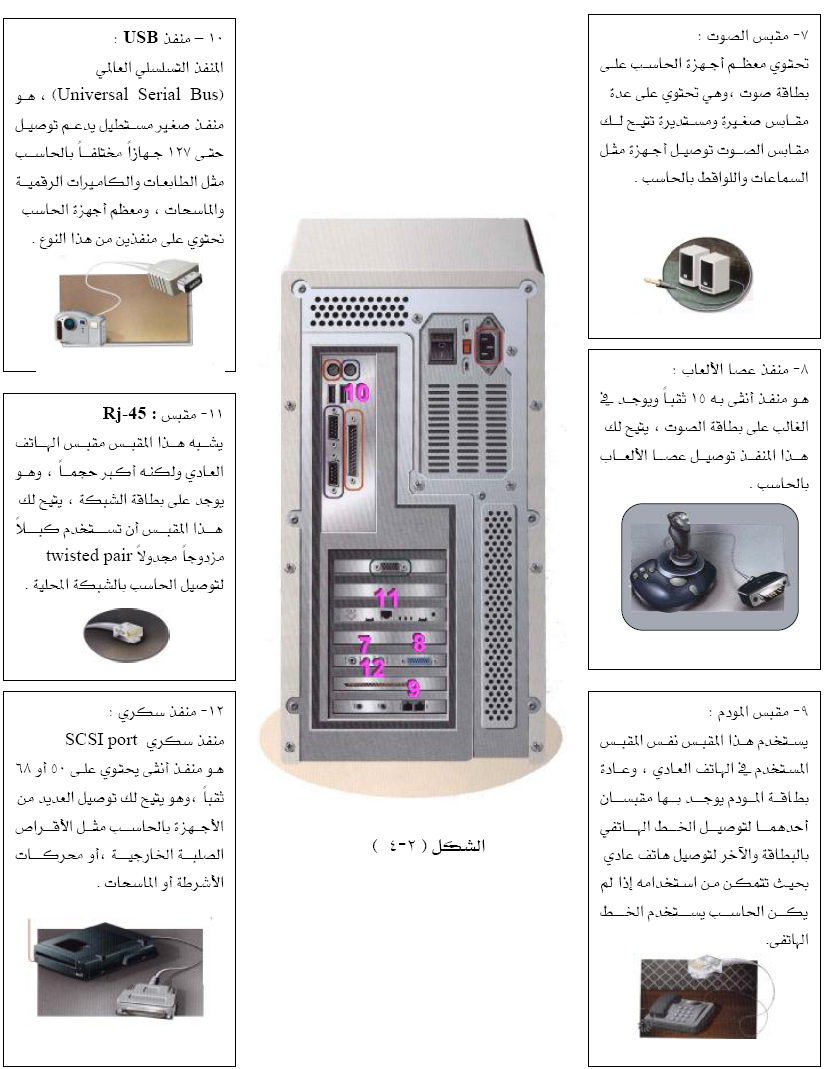 ٧- مقبس الصوت :
تحتوي معظم أجهزة الحاسب على
بطاقة صوت ،وهي تحتوي على عدة
مقابس صغيرة ومستديرة تتيح لك
مقابس الصوت توصيل أجهزة مثل
السماعات واللواقط بالحاسب .
٨- منفذ عصا الألعاب :
هو منفذ أنثى به ١٥ ثقباً ويوجد في
الغالب على بطاقة الصوت ، يتيح لك
هذا المنفذ توصيل عصا الألعاب
بالحاسب .
٩- مقبس المودم :
يستخدم هذا المقبس نفس المقبس
المستخدم في الهاتف العادي ، وعادة
بطاقة المودم يوجد بها مقبسان
أحدهما لتوصيل الخط الهاتفي
بالبطاقة والآخر لتوصيل هاتف عادي
بحيث تتمكن من استخدامه إذا لم
يكن الحاسب يستخدم الخط
الهاتفي.
10
11
7
8
12
9
الشكل ( ٢-٤ )
١٠ – منفذ USB :
المنفذ التسلسلي العالمي
(Universal Serial Bus) ، هو
منفذ صغير مستطيل يدعم توصيل
حتى ١٢٧ جهازاً مختلفاً بالحاسب
مثل الطابعات والكاميرات الرقمية
والماسحات ، ومعظم أجهزة الحاسب
تحتوي على منفذين من هذا النوع .
١١- مقبس Rj-45 :
يشبه هذا المقبس مقبس الهاتف
العادي ولكنه أكبر حجماً ، وهو
يوجد على بطاقة الشبكة ، يتيح لك
هذا المقبس أن تستخدم كبلاً
مزدوجاً مجدولاً twisted pair
لتوصيل الحاسب بالشبكة المحلية .
١٢- منفذ سكزي :
منفذ سكزي SCSI port
هو منفذ أنثى يحتوي على ٥٠ أو ٦٨
ثقباً ،وهو يتيح لك توصيل العديد من
الأجهزة بالحاسب مثل الأقراص
الصلبة الخارجية ،أو محركات
الأشرطة أو الماسحات .